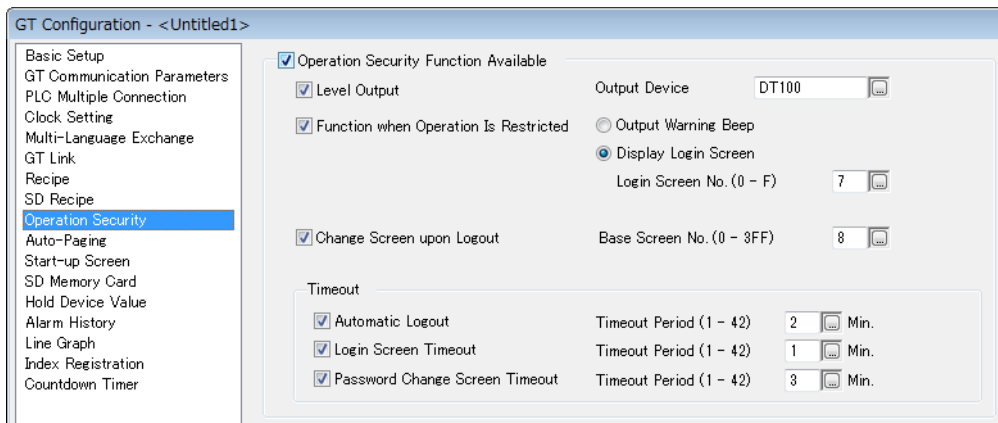 GT Configuration - <Untitled1>
Basic Setup
GT Communication Parameters
PLC Multiple Connection
Clock Setting
Multi-Language Exchange
GT Link
Recipe
SD Recipe
Operation Security
Auto-Paging
Start-up Screen
SD Memory Card
Hold Device Value
Alarm History
Line Graph
Index Registration
Countdown Timer
Operation Security Function Available
Level Output Output Device DT100 ...
Function when Operation Is Restricted Output Warning Beep
Display Login Screen
Login Screen No. (0 - F) 7 ...
Change Screen upon Logout Base Screen No. (0 - 3FF) 8 ...
Timeout
Automatic Logout Timeout Period (1 - 42) 2 ... Min.
Login Screen Timeout Timeout Period (1 - 42) 1 ... Min.
Password Change Screen Timeout Timeout Period (1 - 42) 3 ... Min.